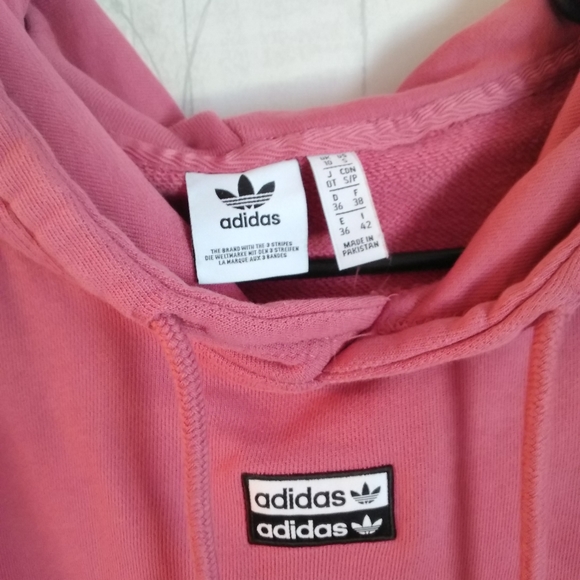 adidas
THE BRAND WITH THE 3 STRIPES
DIE WELTMARKE MIT DEN 3 STREIFEN
LA MARQUE AUX 3 BANDES
10 S
J CDN
OT S/P
D F
36 38
E I
36 42
MADE IN
PAKISTAN
adidas
adidas